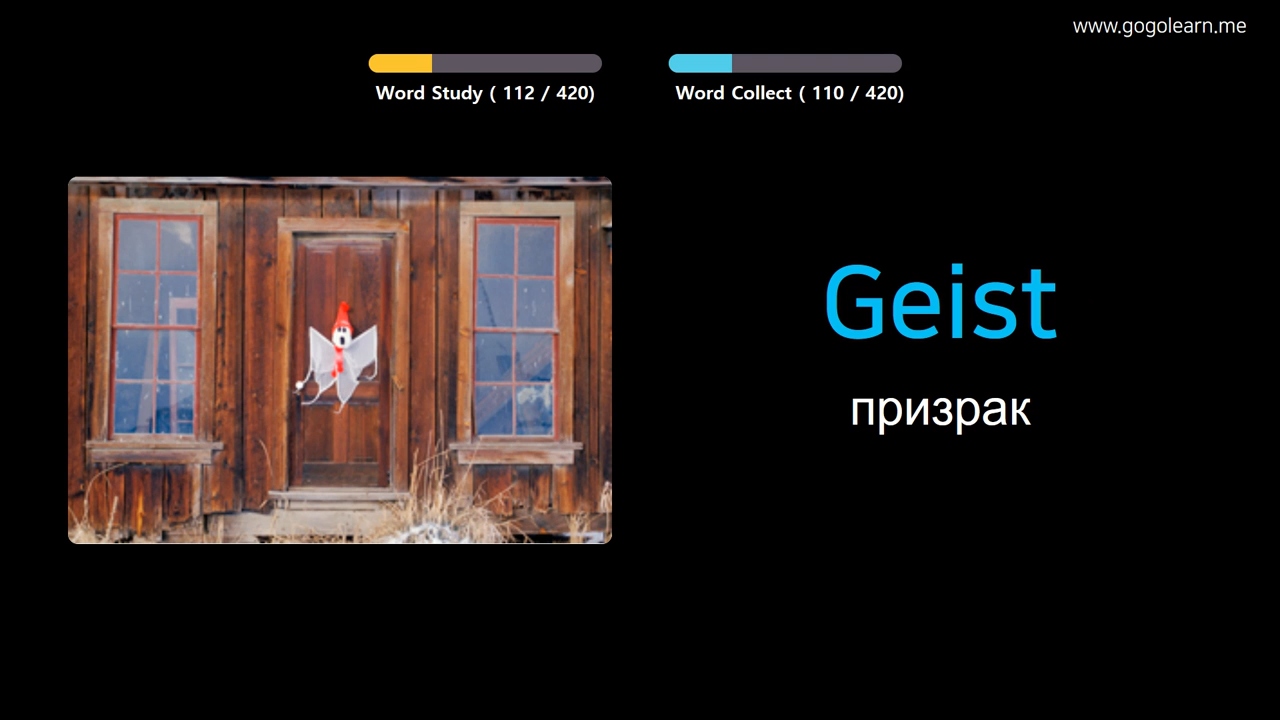 www.gogolearn.me
Word Study ( 112 / 420)
Word Collect ( 110 / 420)
Geist
призрак